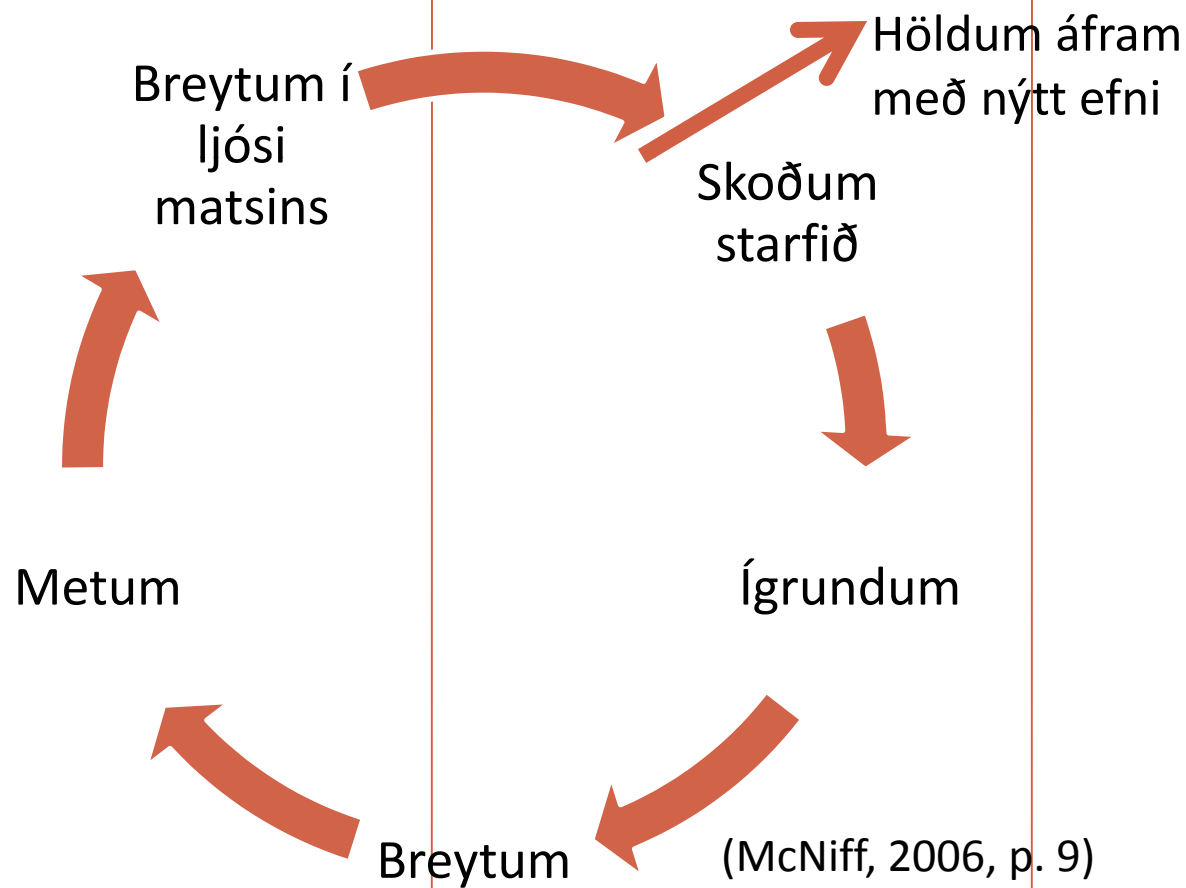 Höldum áfram
með nýtt efni
Breytum í
ljósi
matsins
Skoðum
starfið
Ígrundum
Breytum
Metum
(McNiff, 2006, p. 9)